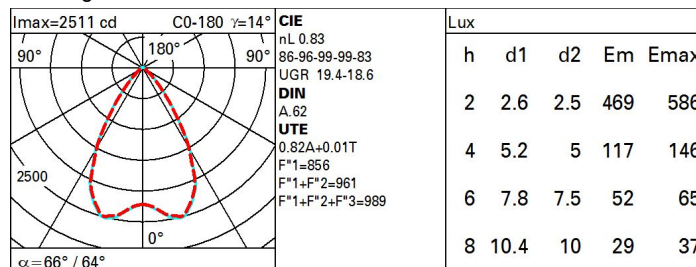 Imax=2511 cd C0-180 γ=14°
90° 180° 90°
2500
0°
α=66° / 64°
CIE
nL 0.83
86-96-99-99-83
UGR 19.4-18.6
DIN
A.62
UTE
0.82A+0.01T
F"1=856
F"1+F"2=961
F"1+F"2+F"3=989
Lux
h d1 d2 Em Emax
2 2.6 2.5 469 586
4 5.2 5 117 146
6 7.8 7.5 52 65
8 10.4 10 29 37